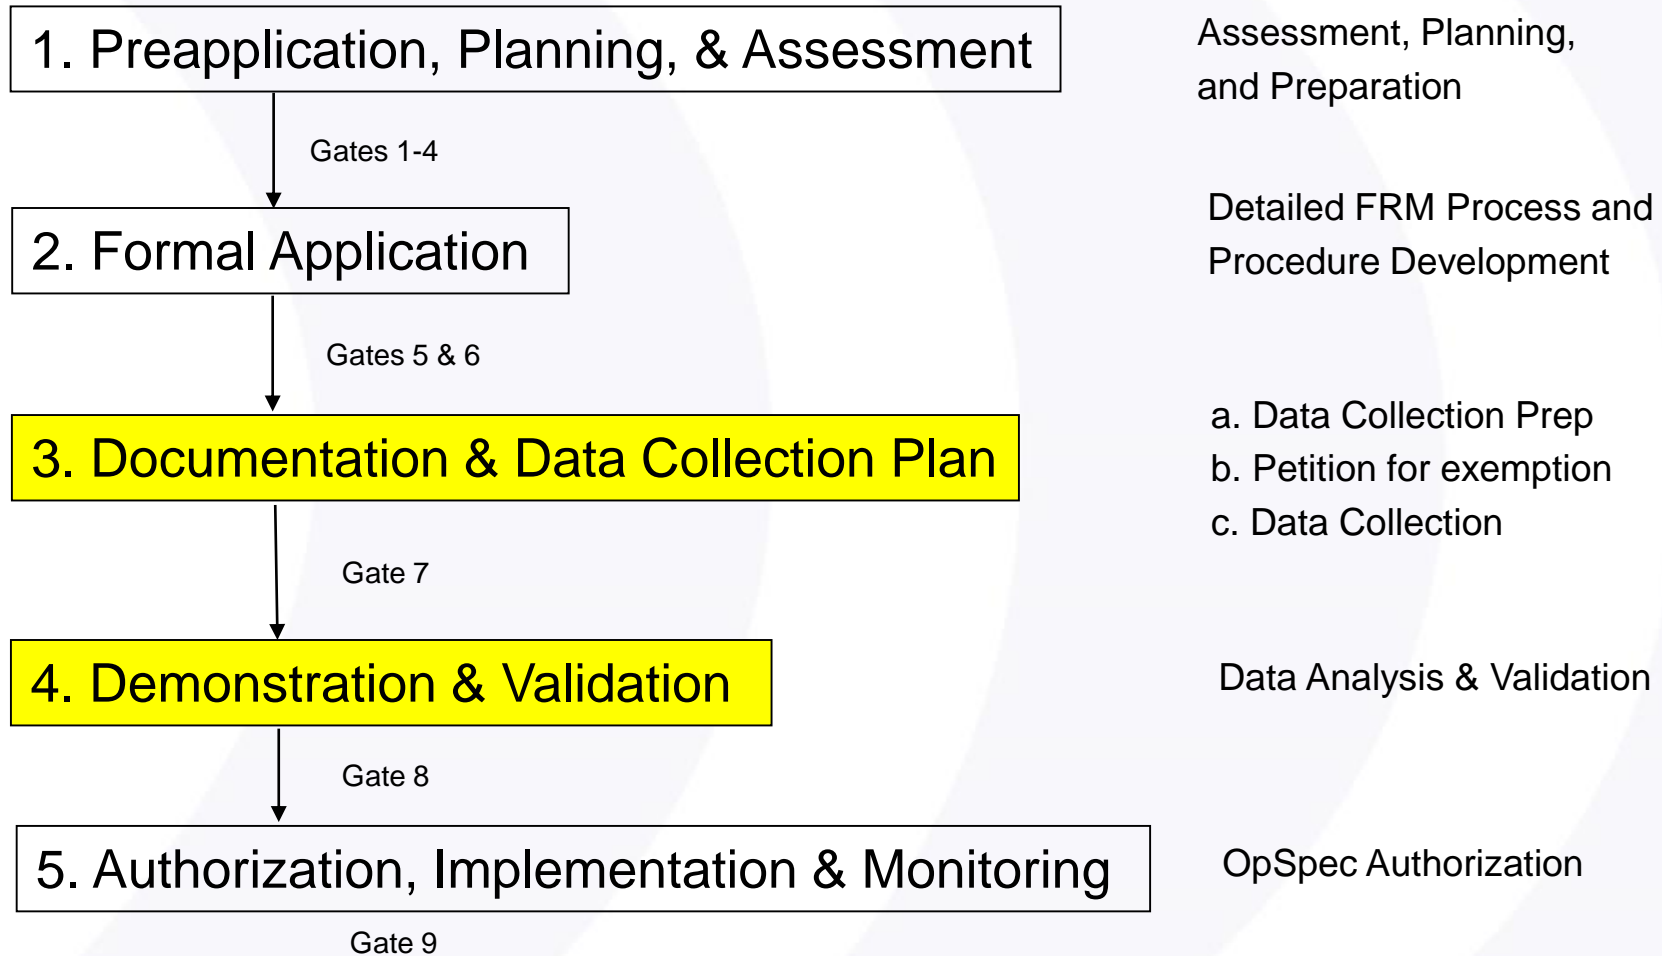 1. Preapplication, Planning, & Assessment
Assessment, Planning,
and Preparation
Gates 1-4
2. Formal Application
Detailed FRM Process and
Procedure Development
Gates 5 & 6
3. Documentation & Data Collection Plan
a. Data Collection Prep
b. Petition for exemption
c. Data Collection
Gate 7
4. Demonstration & Validation
Data Analysis & Validation
Gate 8
5. Authorization, Implementation & Monitoring
OpSpec Authorization
Gate 9